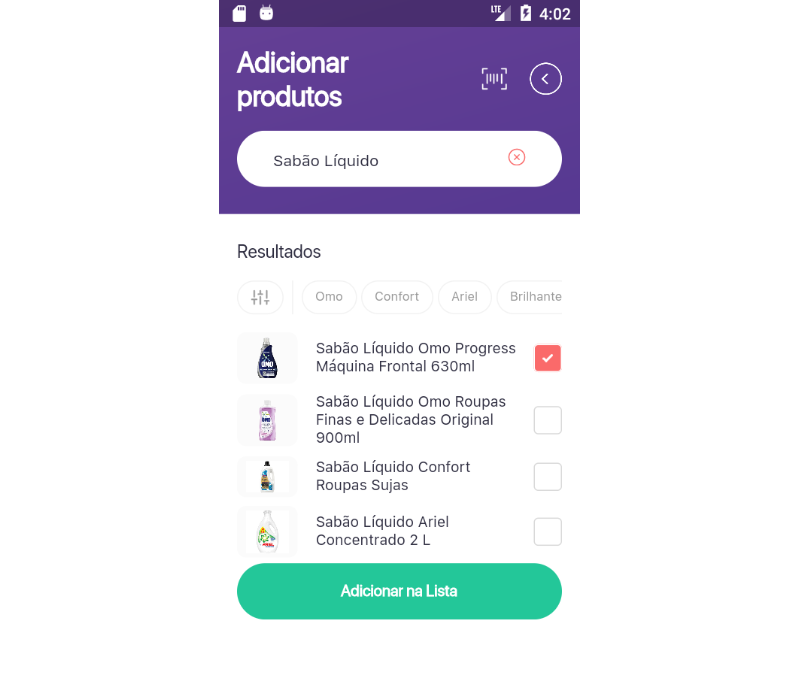 LTE 4:02
Adicionar
produtos
Sabão Líquido
Resultados
Omo Confort Ariel Brilhante
Sabão Líquido Omo Progress
Máquina Frontal 630ml
Sabão Líquido Omo Roupas
Finas e Delicadas Original
900ml
Sabão Líquido Confort
Roupas Sujas
Sabão Líquido Ariel
Concentrado 2 L
Adicionar na Lista